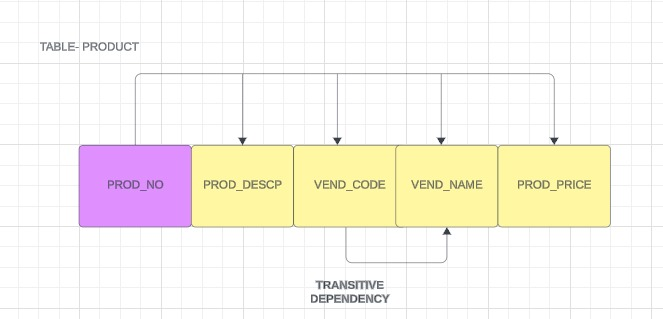 TABLE- PRODUCT
PROD_NO
PROD_DESCP
VEND_CODE
VEND_NAME
PROD_PRICE
TRANSITIVE
DEPENDENCY